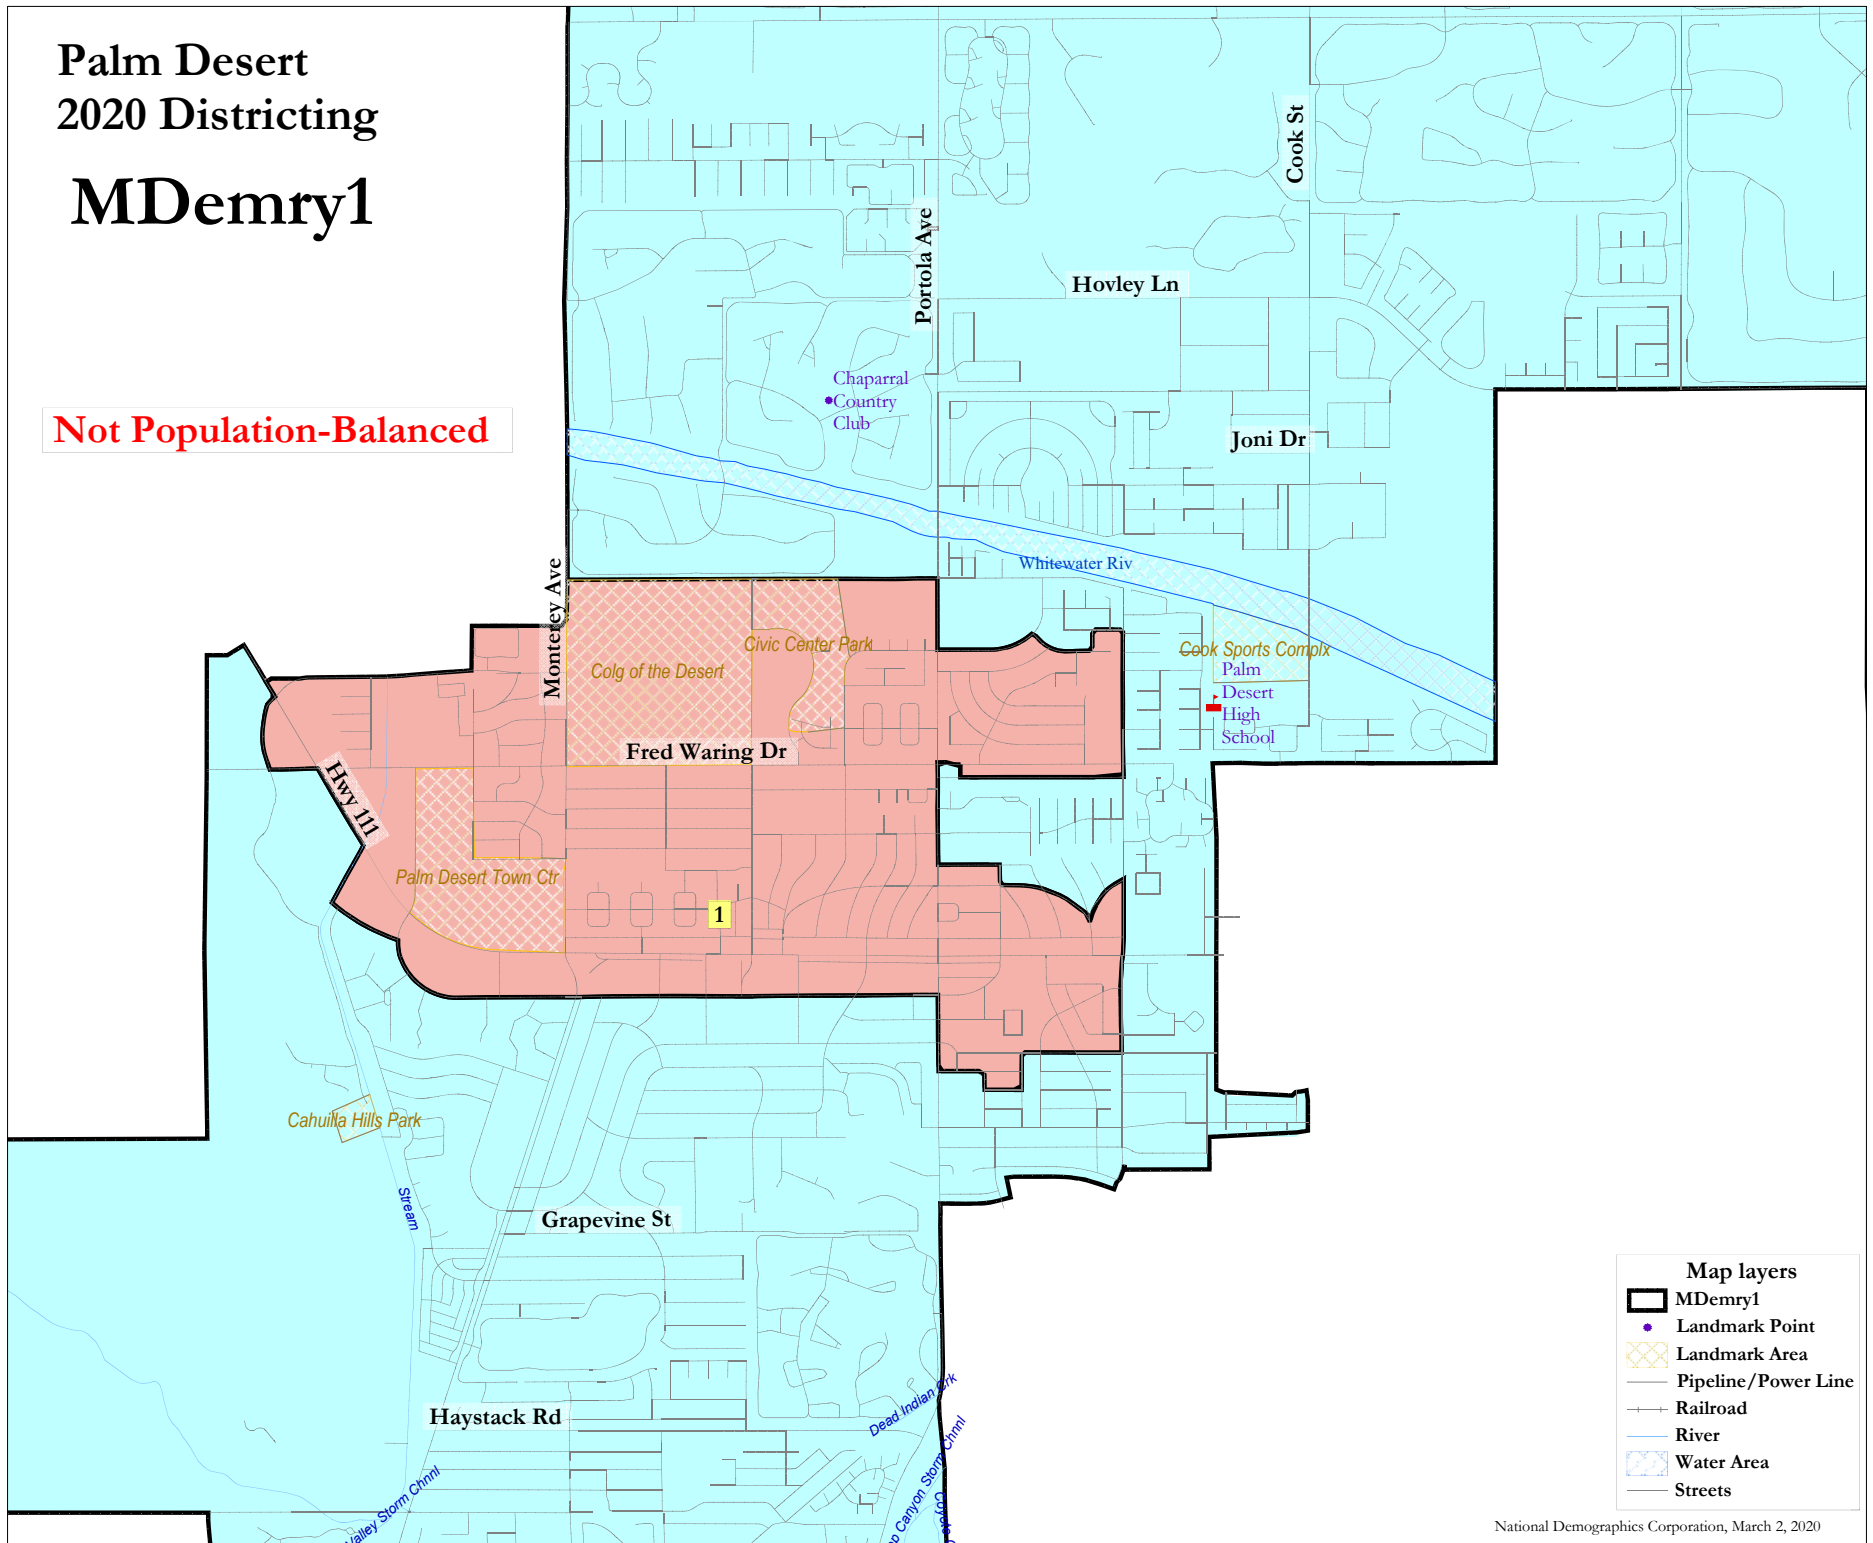 Palm Desert
2020 Districting
MDemry1
Not Population-Balanced
Cook St
Portola Ave
Hovley Ln
Chaparral
Country
Club
Joni Dr
Whitewater Riv
Monterey Ave
Civic Center Park
Colg of the Desert
Cook Sports Complx
Palm
Desert
High
School
Fred Waring Dr
Hwy 111
Palm Desert Town Ctr
1
Cahuilla Hills Park
Stream
Grapevine St
Haystack Rd
Dead Indian Crk
Valley Storm Chnnl
Canyon Storm Chnnl
Map layers
MDemry1
Landmark Point
Landmark Area
Pipeline/Power Line
Railroad
River
Water Area
Streets
National Demographics Corporation, March 2, 2020